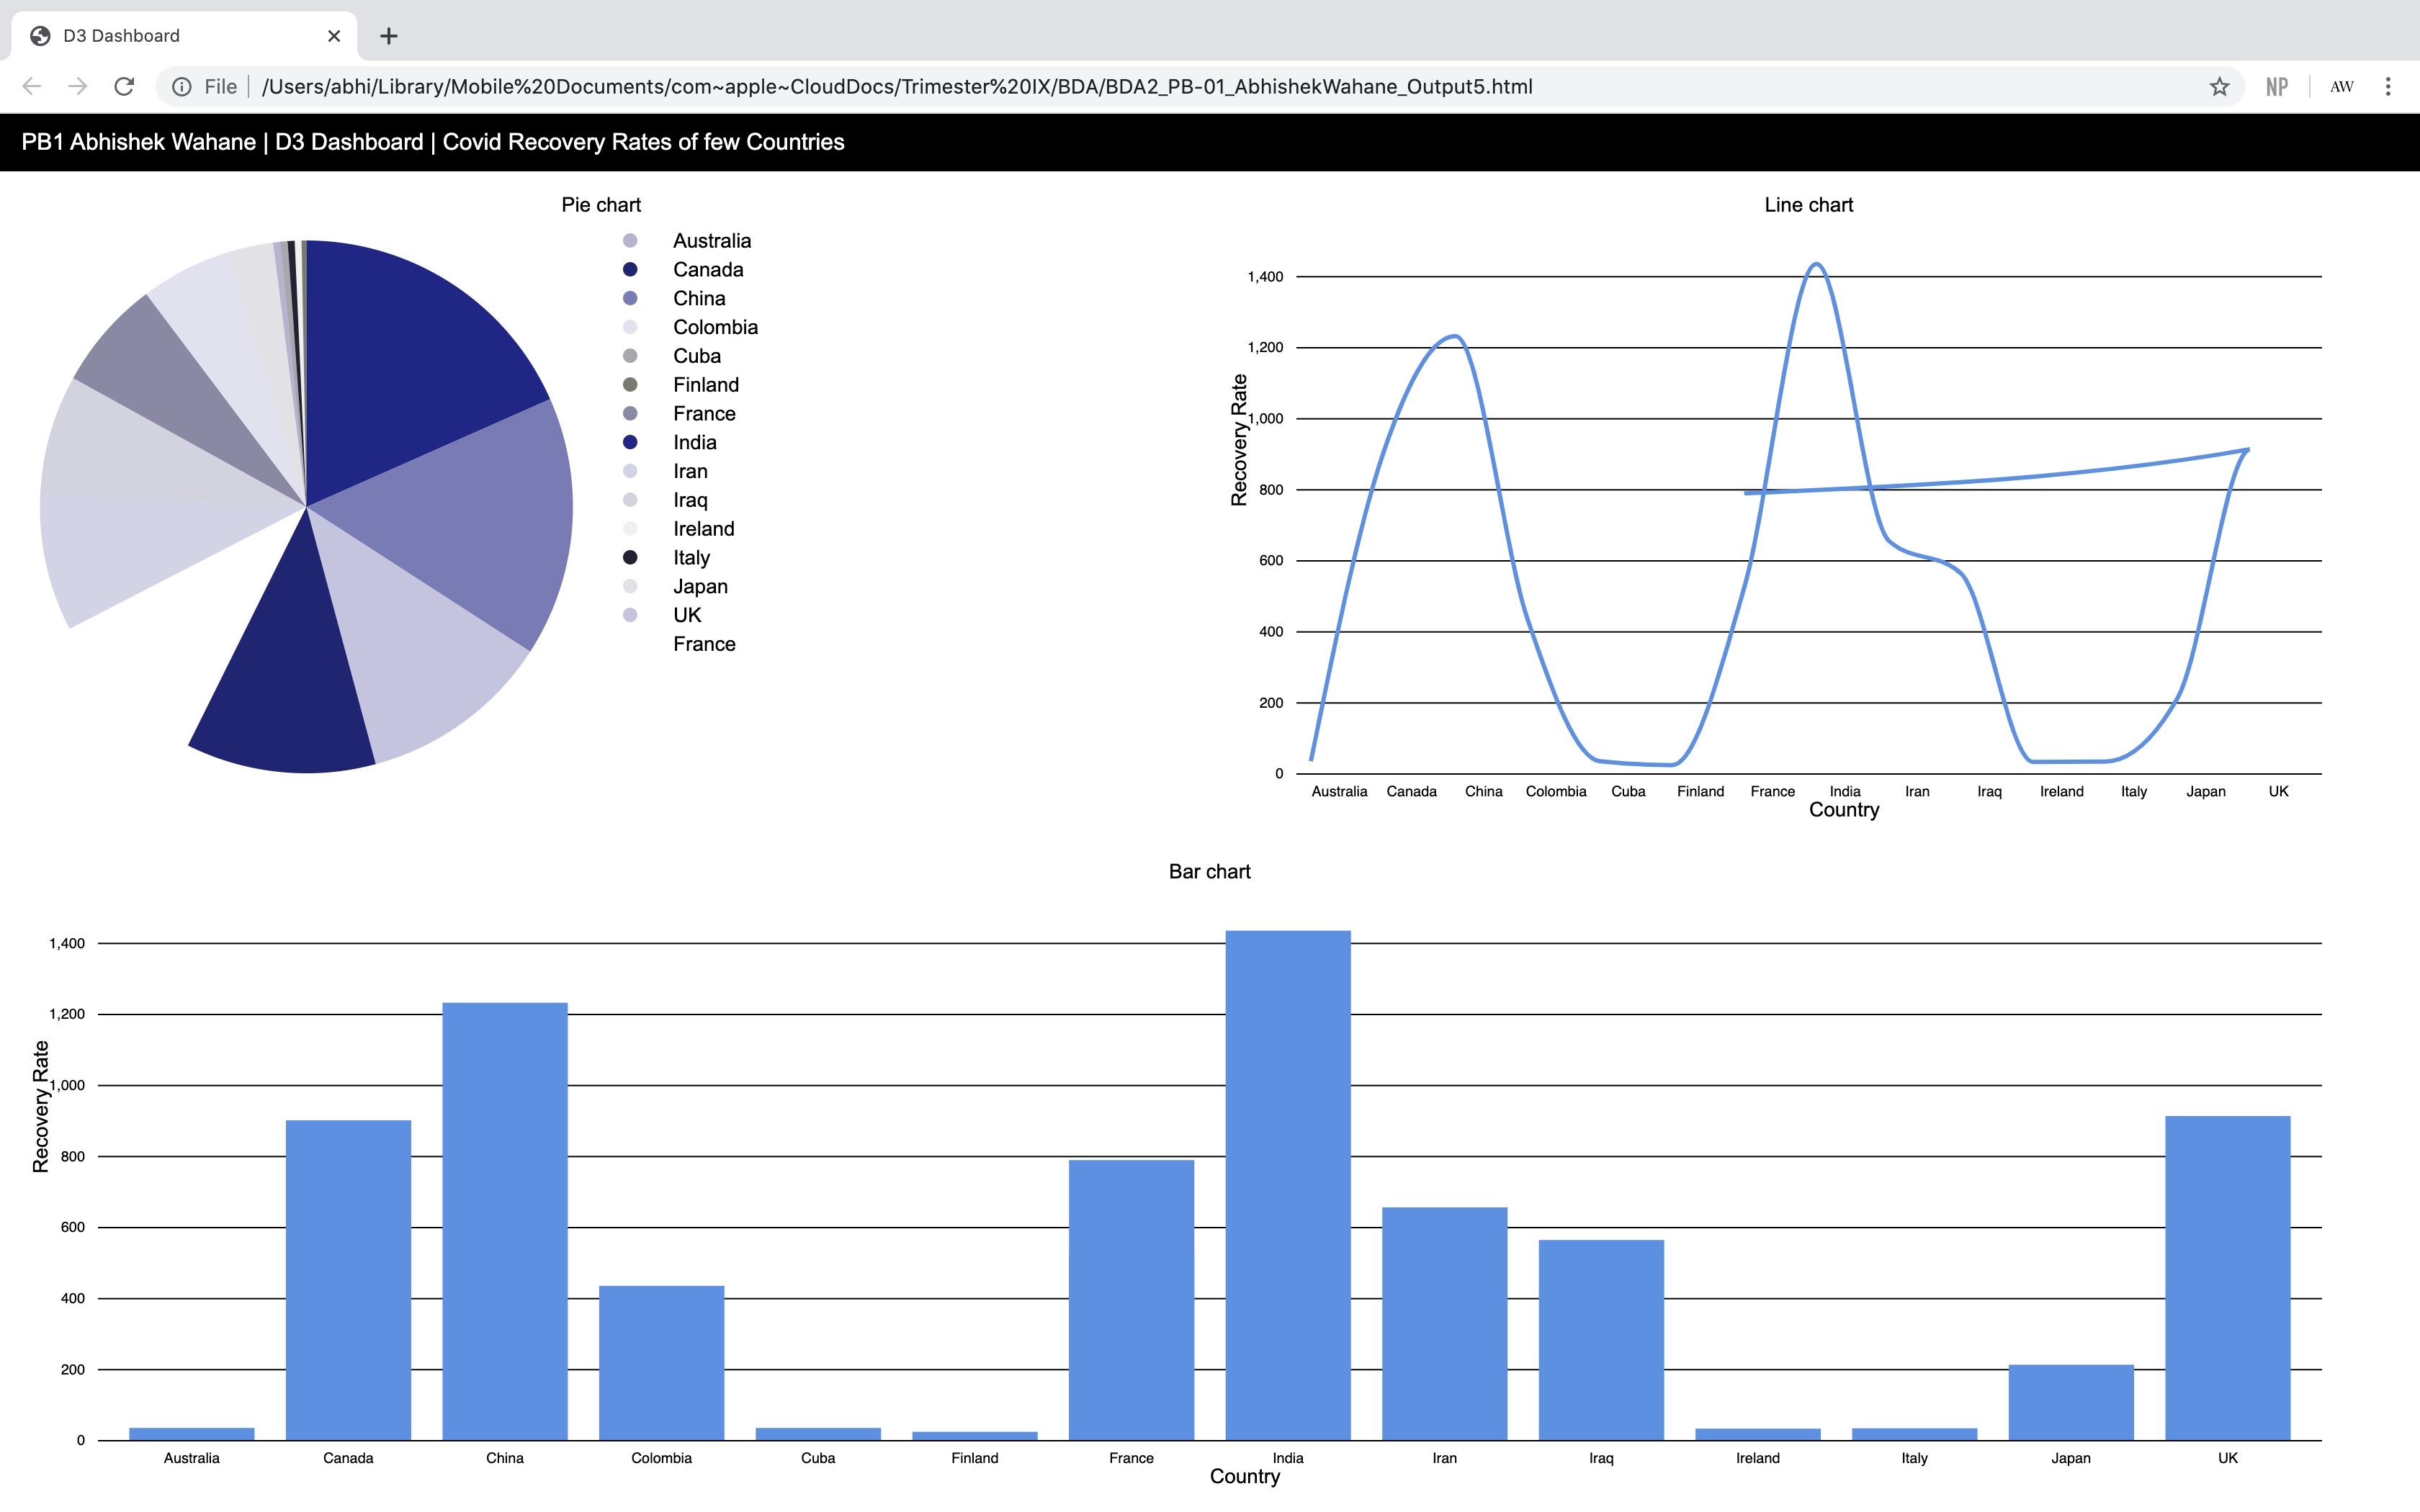 D3 Dashboard
File /Users/abhi/Library/Mobile%20Documents/com~apple~CloudDocs/Trimester%20IX/BDA/BDA2_PB-01_AbhishekWahane_Output5.html NP AW
PB1 Abhishek Wahane | D3 Dashboard | Covid Recovery Rates of few Countries
Pie chart
Australia
Canada
China
Colombia
Cuba
Finland
France
India
Iran
Iraq
Ireland
Italy
Japan
UK
France
Line chart
Recovery Rate
1,400
1,200
1,000
800
600
400
200
0
Australia Canada China Colombia Cuba Finland France India Iran Iraq Ireland Italy Japan UK
Country
Bar chart
Recovery Rate
1,400
1,200
1,000
800
600
400
200
0
Australia Canada China Colombia Cuba Finland France India Iran Iraq Ireland Italy Japan UK
Country